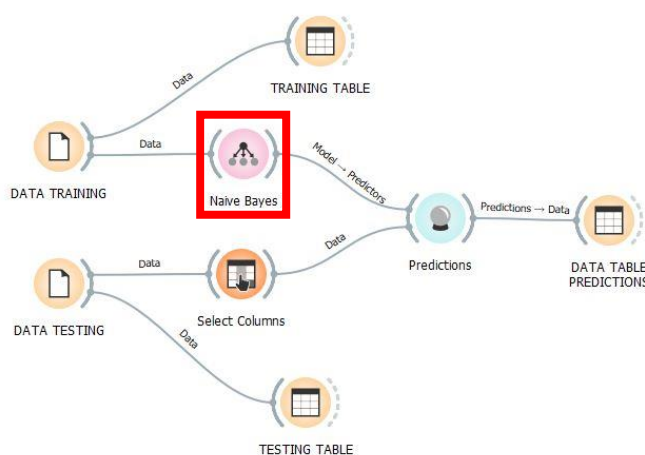 Data
TRAINING TABLE
Data
DATA TRAINING
Naive Bayes
Model → Predictors
Predictions → Data
Data
Predictions
DATA TABLE
PREDICTIONS
Data
Select Columns
DATA TESTING
Data
TESTING TABLE